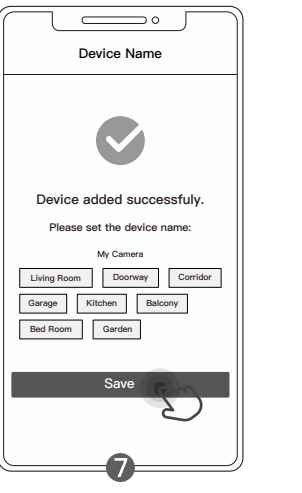 Device Name
Device added successfuly.
Please set the device name:
My Camera
Living Room Doorway Corridor
Garage Kitchen Balcony
Bed Room Garden
Save
7